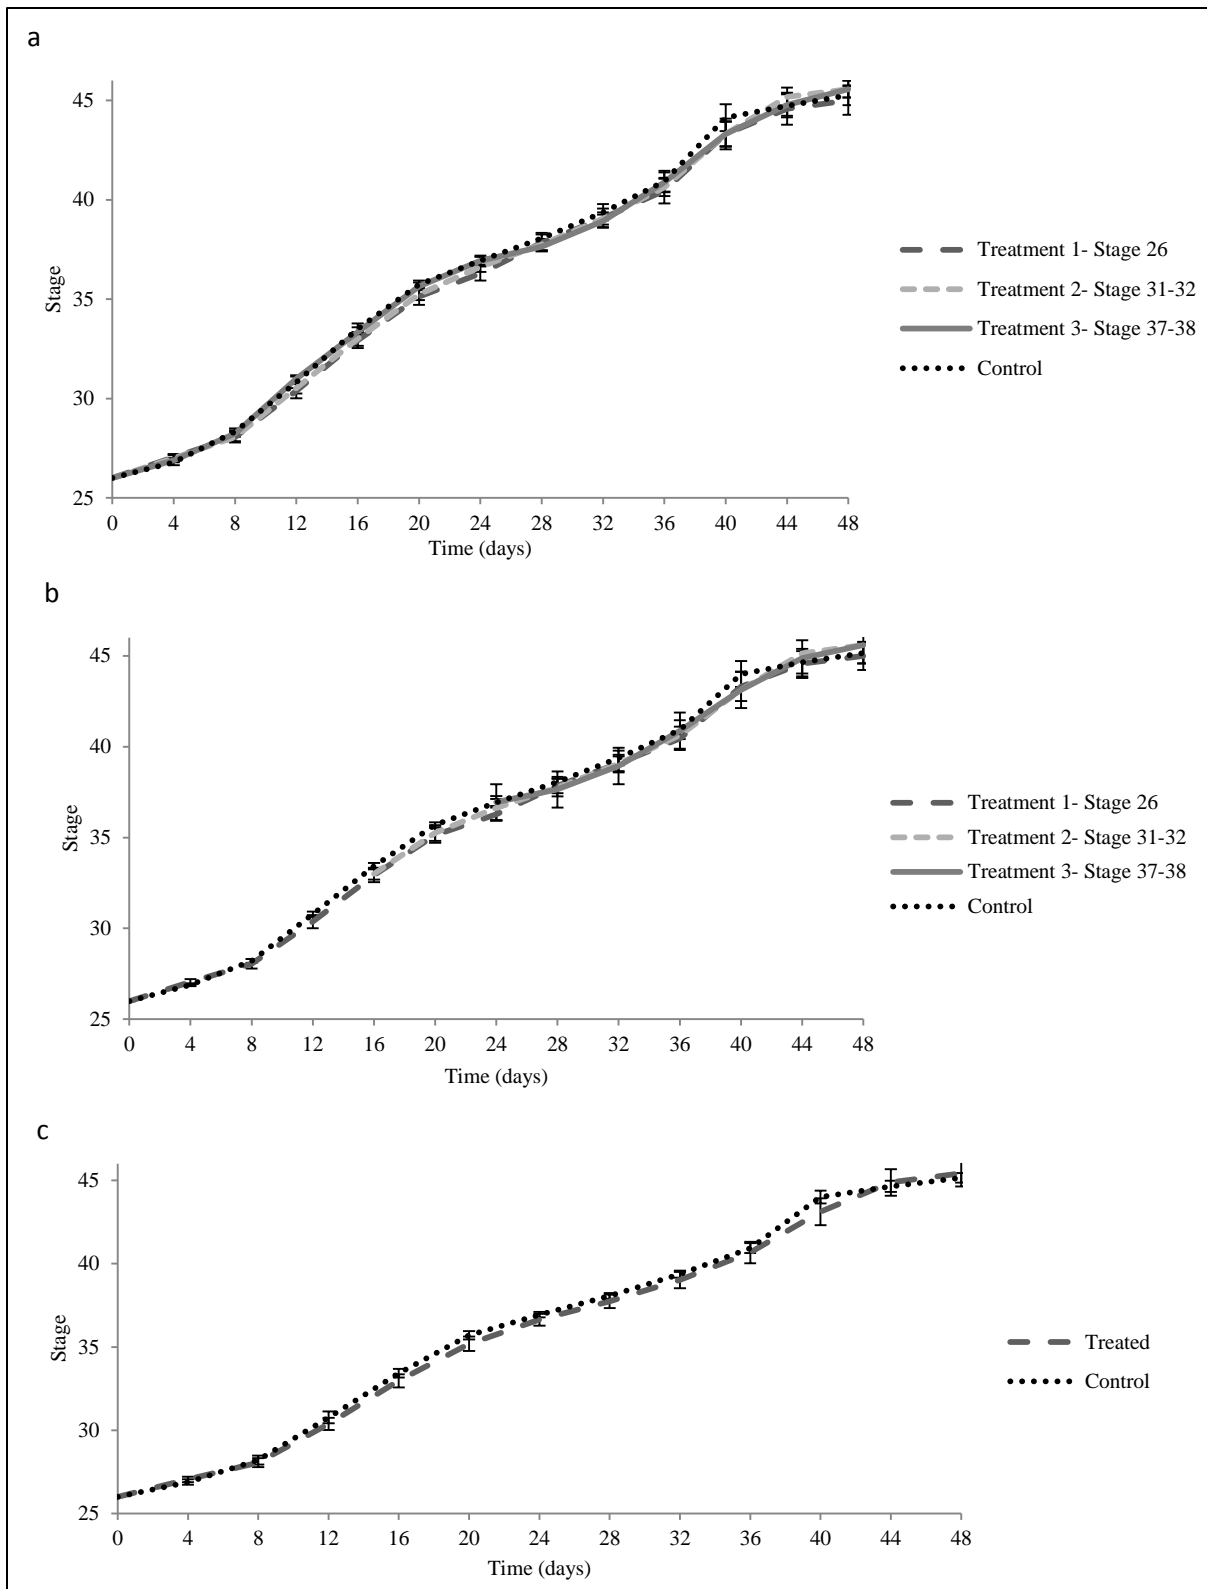 a
45
40
35
30
25
Stage
0 4 8 12 16 20 24 28 32 36 40 44 48
Time (days)
Treatment 1- Stage 26
Treatment 2- Stage 31-32
Treatment 3- Stage 37-38
Control
b
45
40
35
30
25
Stage
0 4 8 12 16 20 24 28 32 36 40 44 48
Time (days)
Treatment 1- Stage 26
Treatment 2- Stage 31-32
Treatment 3- Stage 37-38
Control
c
45
40
35
30
25
Stage
0 4 8 12 16 20 24 28 32 36 40 44 48
Time (days)
Treated
Control